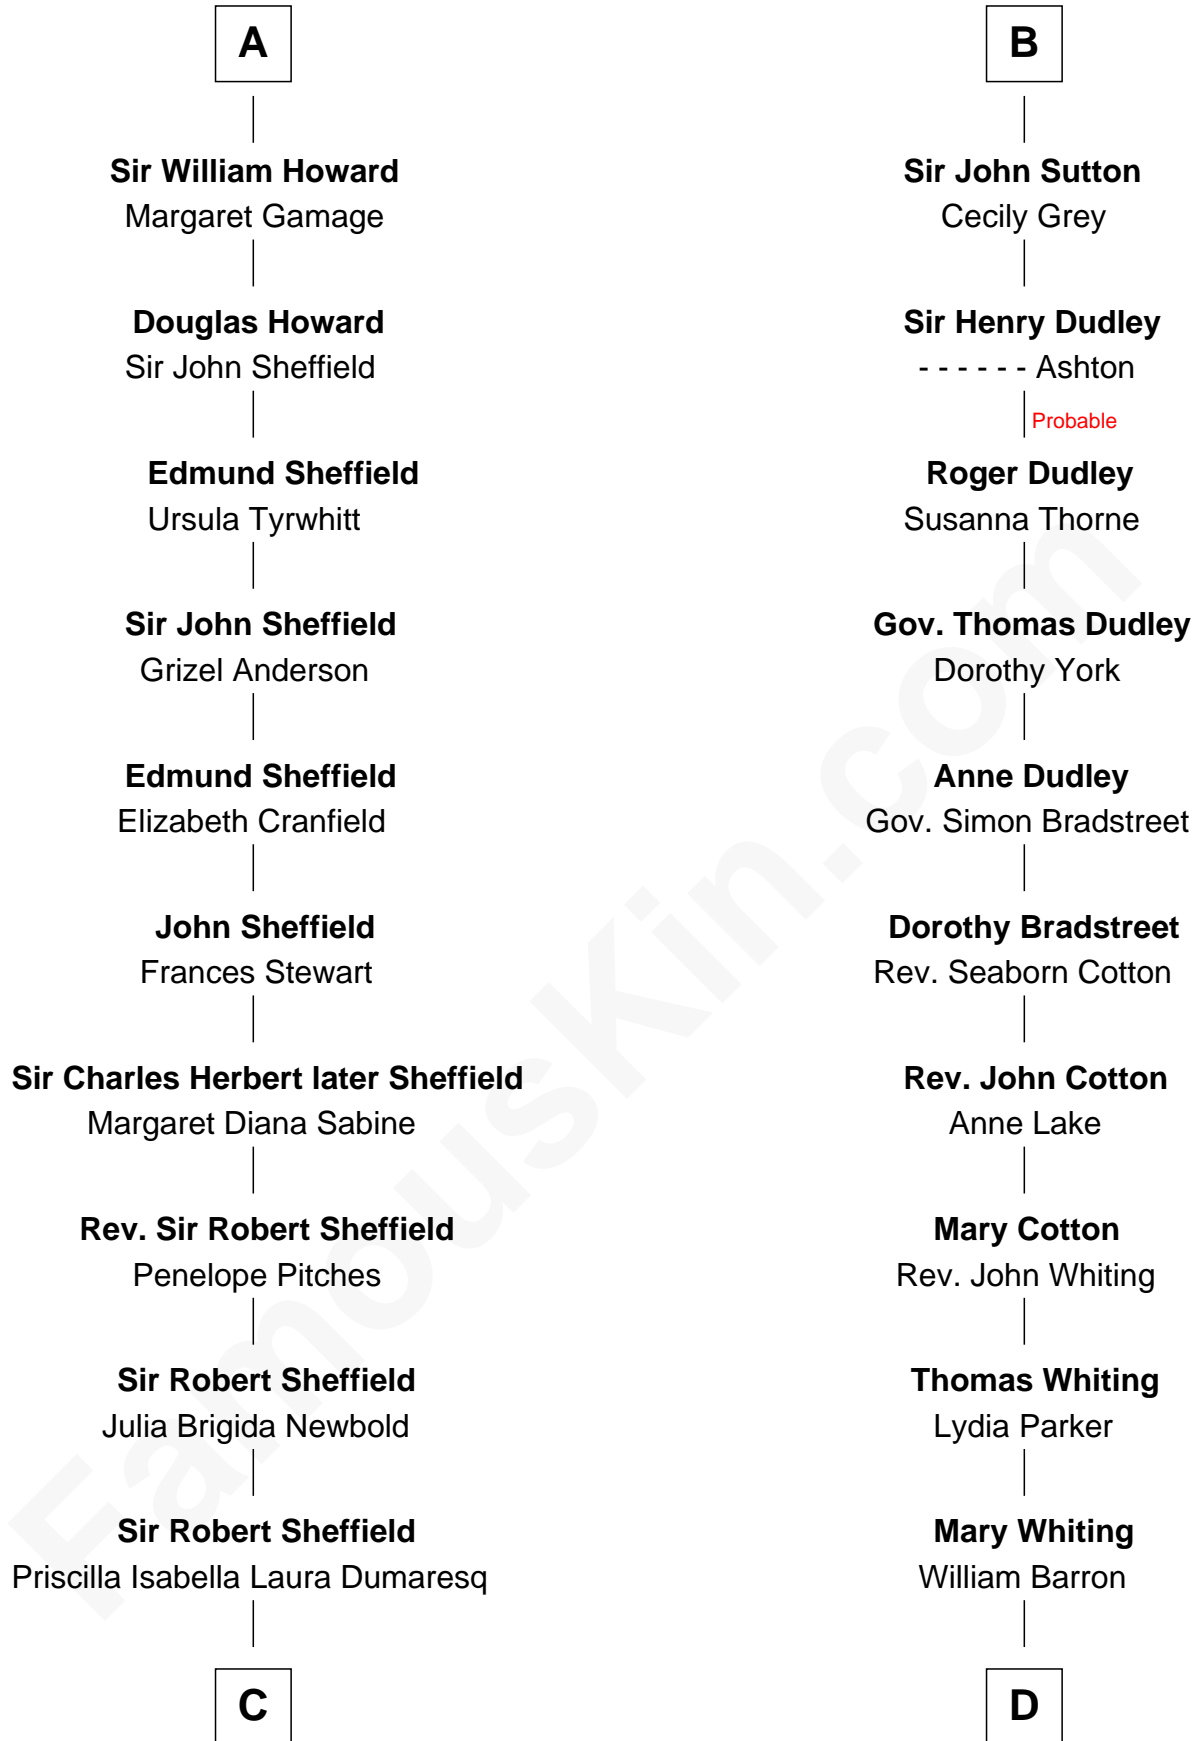 A
Sir William Howard
Margaret Gamage
Douglas Howard
Sir John Sheffield
Edmund Sheffield
Ursula Tyrwhitt
Sir John Sheffield
Grizel Anderson
Edmund Sheffield
Elizabeth Cranfield
John Sheffield
Frances Stewart
Sir Charles Herbert later Sheffield
Margaret Diana Sabine
Rev. Sir Robert Sheffield
Penelope Pitches
Sir Robert Sheffield
Julia Brigida Newbold
Sir Robert Sheffield
Priscilla Isabella Laura Dumaresq
C
B
Sir John Sutton
Cecily Grey
Sir Henry Dudley
- - - - - - Ashton
Probable
Roger Dudley
Susanna Thorne
Gov. Thomas Dudley
Dorothy York
Anne Dudley
Gov. Simon Bradstreet
Dorothy Bradstreet
Rev. Seaborn Cotton
Rev. John Cotton
Anne Lake
Mary Cotton
Rev. John Whiting
Thomas Whiting
Lydia Parker
Mary Whiting
William Barron
D
FamousKin.com